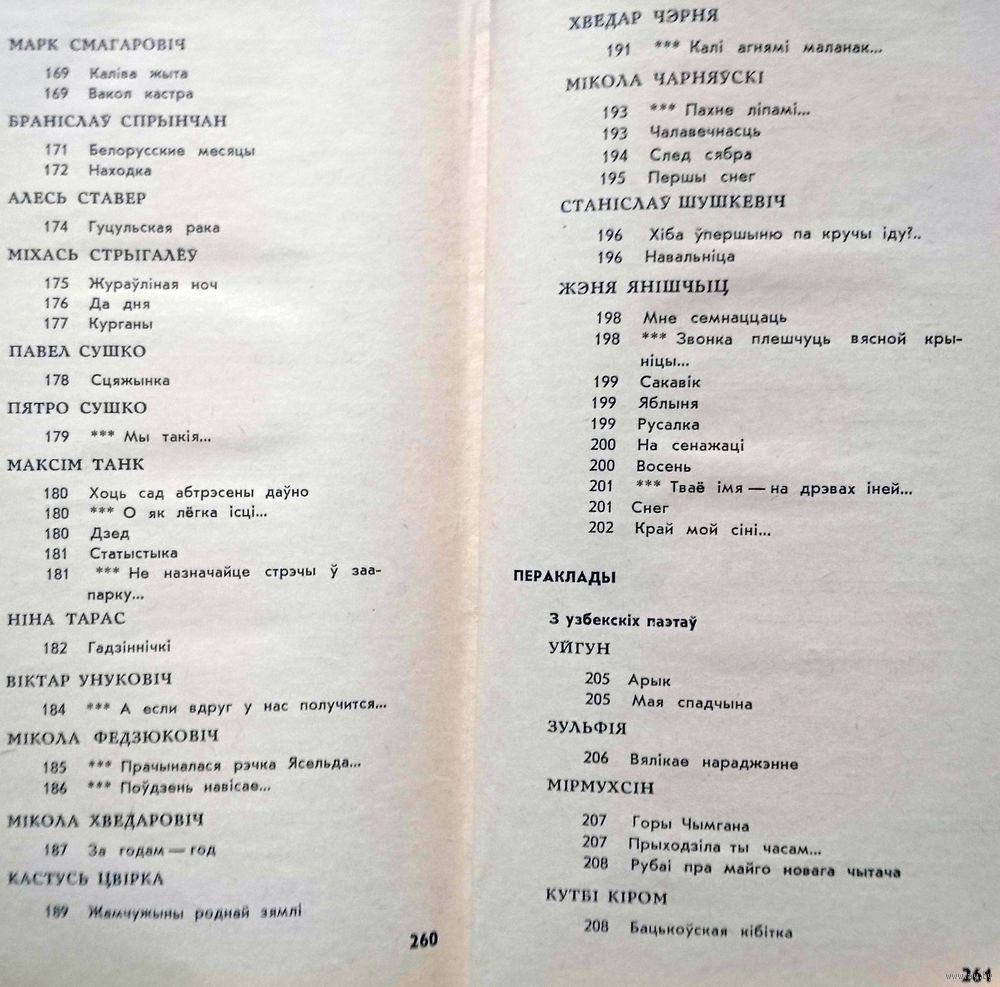 МАРК СМАГАРОВІЧ
169 Каліва жыта
169 Вакол кастра
БРАНІСЛАЎ СПРЫНЧАН
171 Белорусские месяцы
172 Находка
АЛЕСЬ СТАВЕР
174 Гуцульская рака
МІХАСЬ СТРЫГАЛЁЎ
175 Жураўліная ноч
176 Да дня
177 Курганы
ПАВЕЛ СУШКО
178 Сцяжынка
ПЯТРО СУШКО
179 *** Мы такія...
МАКСІМ ТАНК
180 Хоць сад абтрэсены даўно
180 *** О як лёгка ісці...
180 Дзед
181 Статыстыка
181 *** Не назначайце стрэчы ў заа-
парку...
НІНА ТАРАС
182 Гадзіннічкі
ВІКТАР УНУКОВІЧ
184 *** А если вдруг у нас получится...
МІКОЛА ФЕДЗЮКОВІЧ
185 *** Прачыналася рэчка Ясельда...
186 *** Поўдзень навісае...
МІКОЛА ХВЕДАРОВІЧ
187 За годам — год
КАСТУСЬ ЦВІРКА
189 Жамчужыны роднай зямлі
260
ХВЕДАР ЧЭРНЯ
191 *** Калі агнямі маланак...
МІКОЛА ЧАРНЯЎСКІ
193 *** Пахне ліпамі...
193 Чалавечнасць
194 След сябра
195 Першы снег
СТАНІСЛАЎ ШУШКЕВІЧ
196 Хіба ўпершыню па кручы іду?..
196 Навальніца
ЖЭНЯ ЯНІШЧЫЦ
198 Мне семнаццаць
198 *** Звонка плешчуць вясной кры-
ніцы...
199 Сакавік
199 Яблыня
199 Русалка
200 На сенажаці
200 Восень
201 *** Тваё імя — на дрэвах іней...
201 Снег
202 Край мой сіні...
ПЕРАКЛАДЫ
З узбекскіх паэтаў
УЙГУН
205 Арык
205 Мая спадчына
ЗУЛЬФІЯ
206 Вялікае нараджэнне
МІРМУХСІН
207 Горы Чымгана
207 Прыходзіла ты часам...
208 Рубаі пра майго новага чытача
КУТБІ КІРОМ
208 Бацькоўская кібітка
261